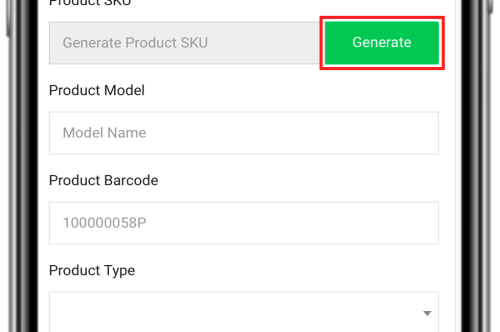 Product SKU
Generate Product SKU Generate
Product Model
Model Name
Product Barcode
100000058P
Product Type